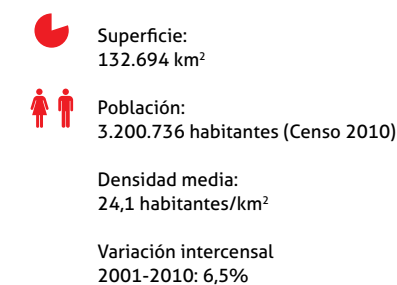 Superficie:
132.694 km²
Población:
3.200.736 habitantes (Censo 2010)
Densidad media:
24,1 habitantes/km²
Variación intercensal
2001-2010: 6,5%